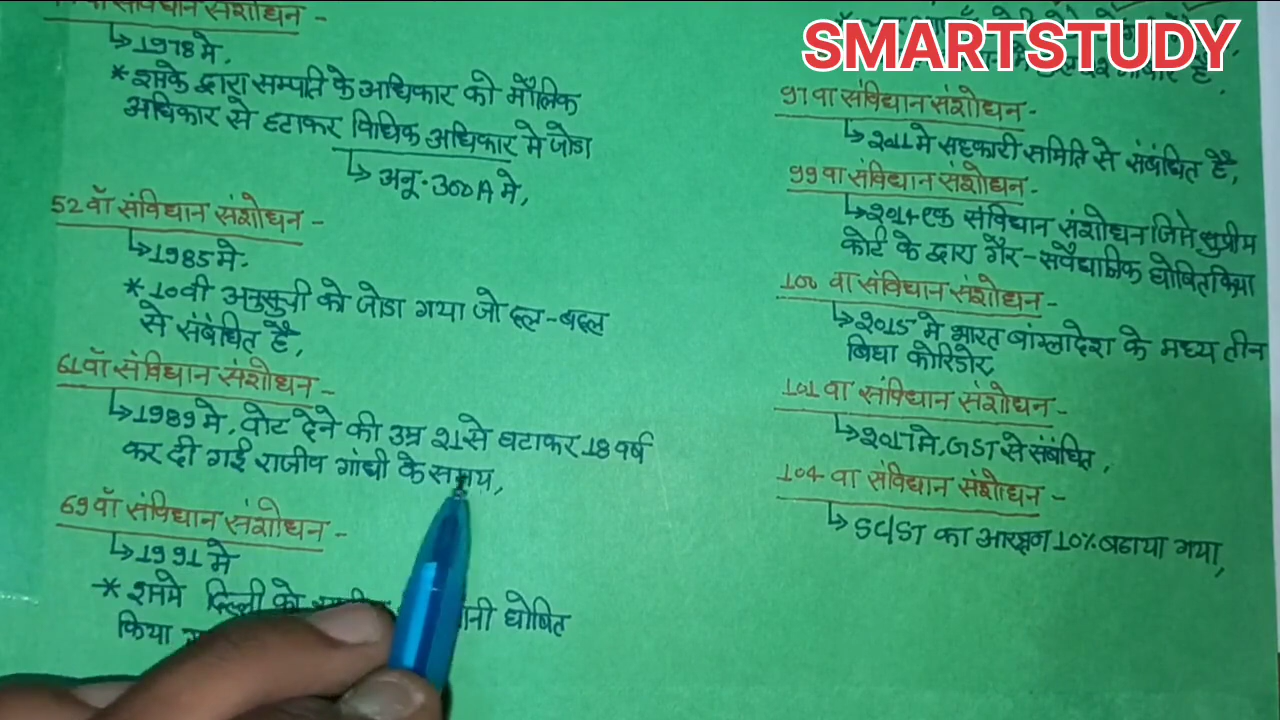 वाँ संविधान संशोधन -
↳ 1978 मे,
* इसके द्वारा सम्पति के अधिकार को मौलिक
अधिकार से हटाकर विधिक अधिकार मे जोडा
↳ अनु. 300A मे,
52 वाँ संविधान संशोधन -
↳ 1985 मे,
* 10वी अनुसुची को जोडा गया जो दल-बदल
से संबंधित है,
61 वाँ संविधान संशोधन -
↳ 1989 मे, वोट देने की उम्र 21 से घटाकर 18 वर्ष
कर दी गई राजीव गांधी के समय,
69 वाँ संविधान संशोधन -
↳ 1991 मे
* इसमे दिल्ली को घोषित
किया
SMARTSTUDY
97 वा संविधान संशोधन -
↳ 2011 मे सहकारी समिति से संबंधित है,
99 वा संविधान संशोधन -
↳ 2014 एक संविधान संशोधन जिसे सुप्रीम
कोर्ट के द्वारा गैर-संवैधानिक घोषित किया
100 वा संविधान संशोधन -
↳ 2015 मे भारत बांग्लादेश के मध्य तीन
बिघा कोरिडोर,
101 वा संविधान संशोधन -
↳ 2017 मे, GST से संबंधित,
104 वा संविधान संशोधन -
↳ SC/ST का आरक्षण 10% बढाया गया,